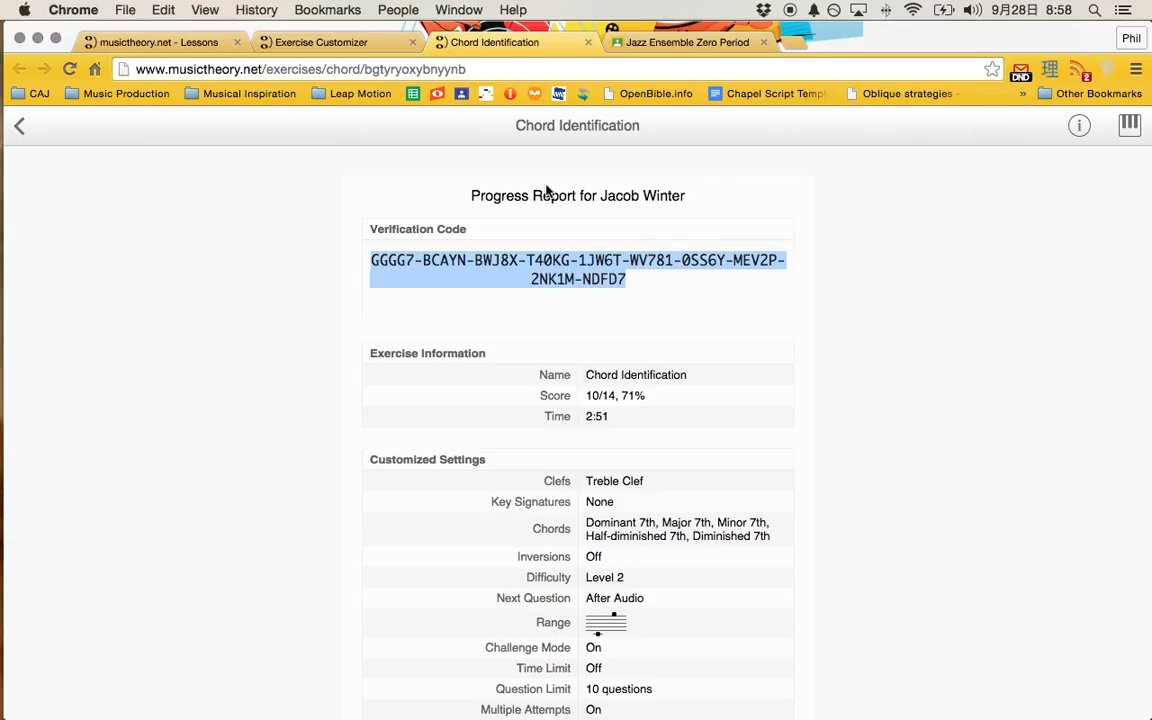 Chrome File Edit View History Bookmarks People Window Help 9月28日 8:58
musictheory.net - Lessons Exercise Customizer Chord Identification Jazz Ensemble Zero Period Phil
www.musictheory.net/exercises/chord/bgtyryoxybnyynb
CAJ Music Production Musical Inspiration Leap Motion OpenBible.info Chapel Script Temp Oblique strategies - » Other Bookmarks
DND 理 2
Chord Identification
Progress Report for Jacob Winter
Verification Code
GGGG7-BCAYN-BWJ8X-T40KG-1JW6T-WV781-0SS6Y-MEV2P-
2NK1M-NDFD7
Exercise Information
Name Chord Identification
Score 10/14, 71%
Time 2:51
Customized Settings
Clefs Treble Clef
Key Signatures None
Chords Dominant 7th, Major 7th, Minor 7th,
Half-diminished 7th, Diminished 7th
Inversions Off
Difficulty Level 2
Next Question After Audio
Range
Challenge Mode On
Time Limit Off
Question Limit 10 questions
Multiple Attempts On